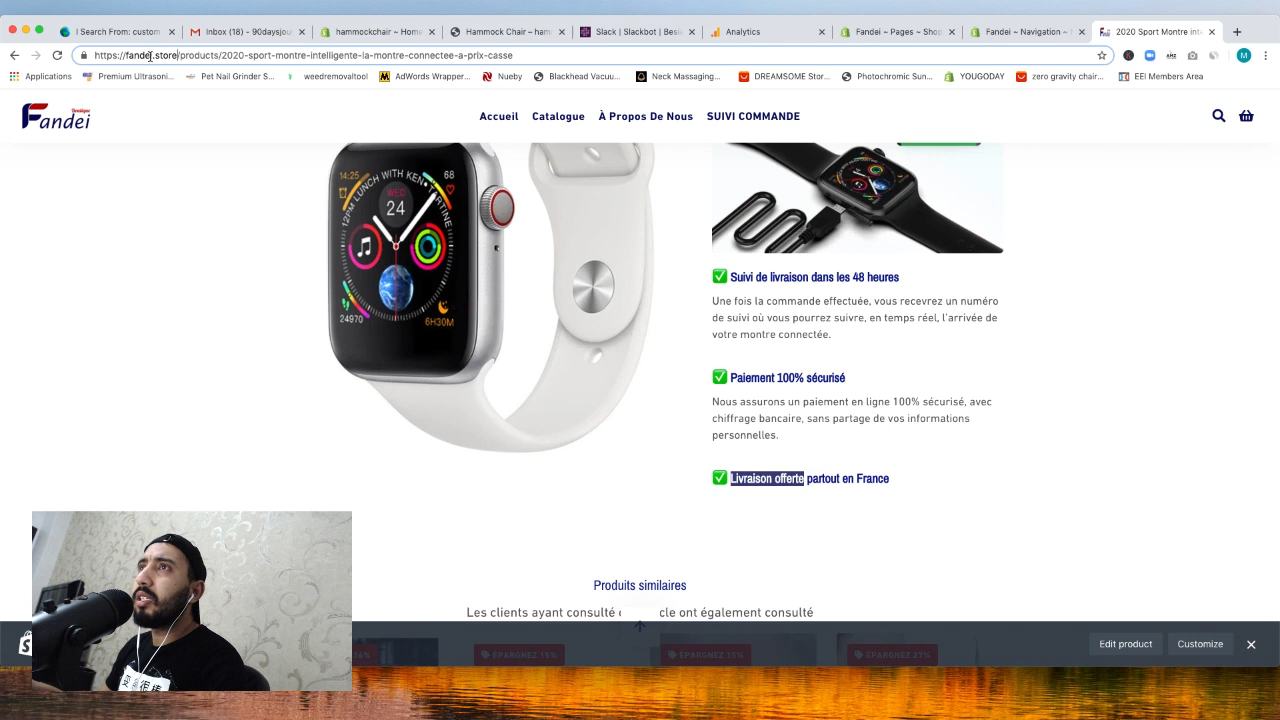 I Search From: custom
Inbox (18) - 90daysjou
hammockchair ~ Home
Hammock Chair ~ Create
Slack | Slackbot | Besi
Analytics
Fandei ~ Pages ~ Shop
Fandei ~ Navigation ~
2020 Sport Montre int
https://fandei.store/products/2020-sport-montre-intelligente-la-montre-connectee-a-prix-casse
M
Applications
Premium Ultrasoni...
Pet Nail Grinder S...
weedremovaltool
AdWords Wrapper...
Nueby
Blackhead Vacuu...
Neck Massaging...
DREAMSOME Stor...
Photochromic Sun...
YOUGODAY
zero gravity chair...
EEI Members Area
Boutique
Fandei
Accueil
Catalogue
À Propos De Nous
SUIVI COMMANDE
14:25
68
12PM LUNCH WITH KEN
WED
24
24970
6H30M
✅ Suivi de livraison dans les 48 heures
Une fois la commande effectuée, vous recevrez un numéro
de suivi où vous pourrez suivre, en temps réel, l'arrivée de
votre montre connectée.
✅ Paiement 100% sécurisé
Nous assurons un paiement en ligne 100% sécurisé, avec
chiffrage bancaire, sans partage de vos informations
personnelles.
✅ Livraison offerte partout en France
Produits similaires
Les clients ayant consulté cle ont également consulté
ÉPARGNEZ 15%
ÉPARGNEZ 15%
ÉPARGNEZ 27%
Edit product
Customize